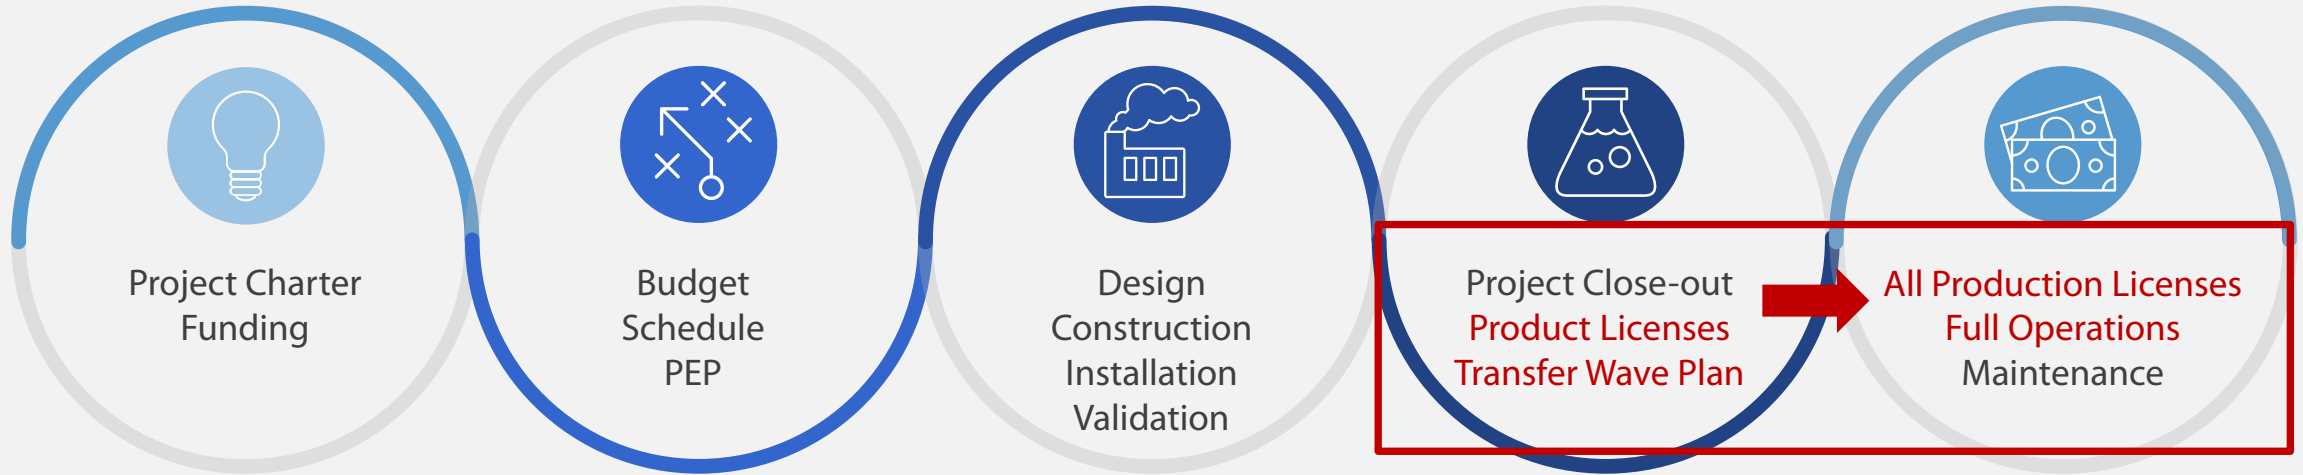 Project Charter
Funding
Budget
Schedule
PEP
Design
Construction
Installation
Validation
Project Close-out
Product Licenses
Transfer Wave Plan
All Production Licenses
Full Operations
Maintenance